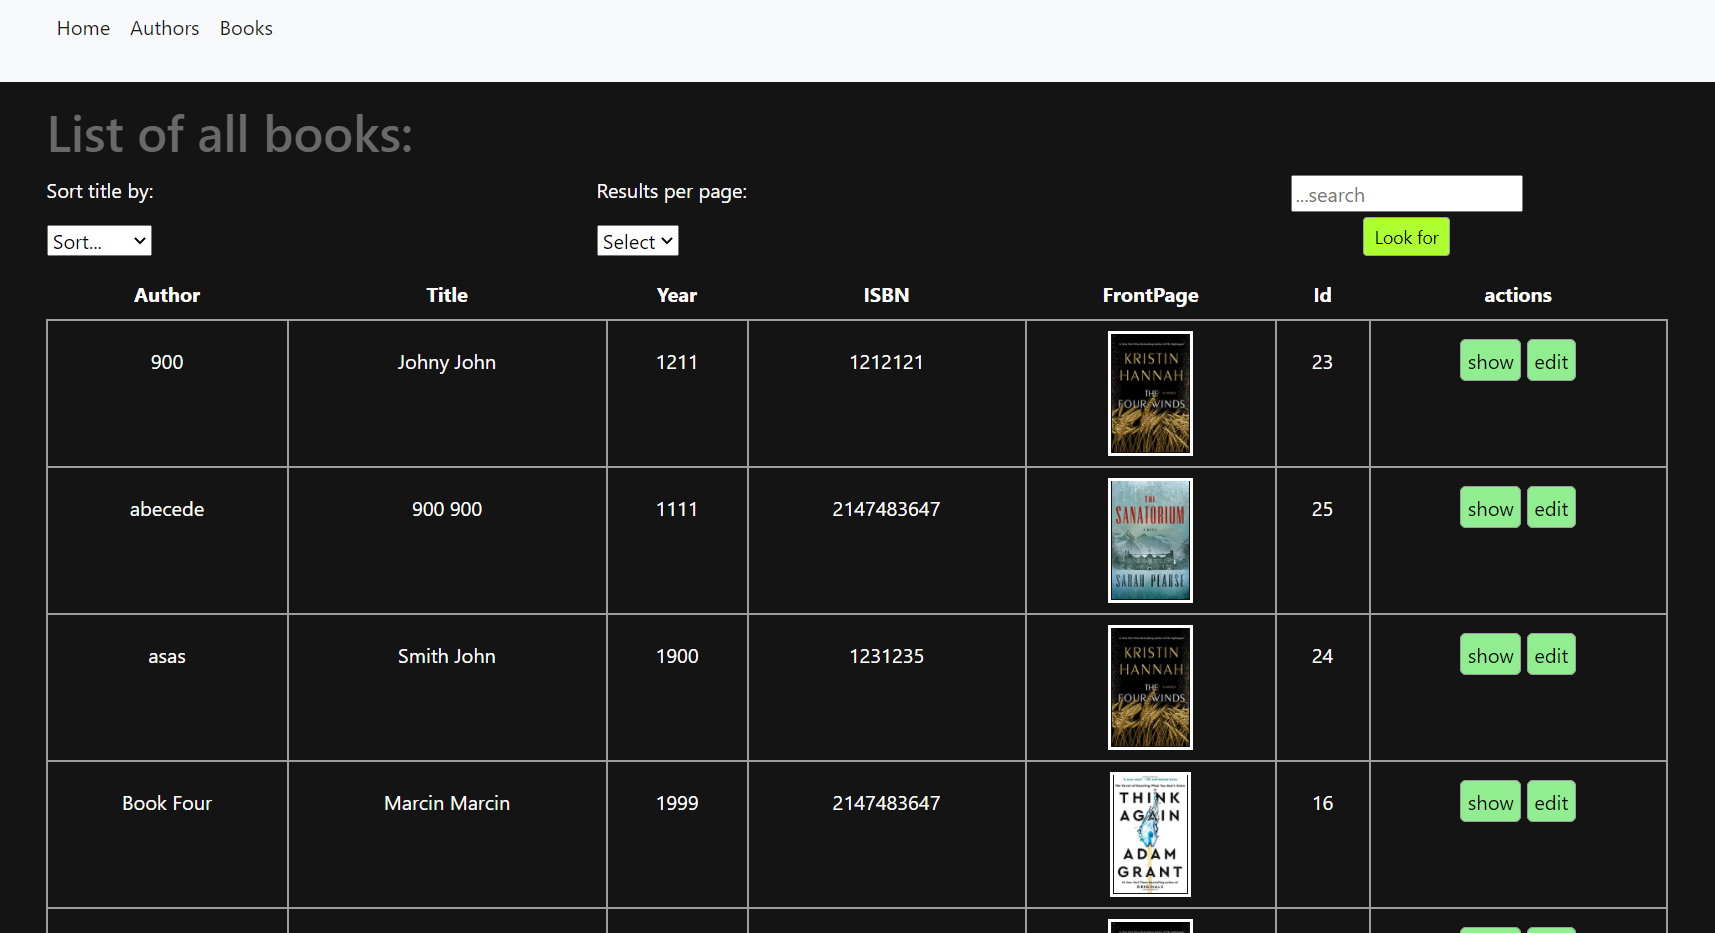 Home Authors Books
List of all books:
Sort title by: Results per page: ...search
Sort... Select Look for
Author Title Year ISBN FrontPage Id actions
900 Johny John 1211 1212121 23 show edit
KRISTIN
HANNAH
THE
FOUR WINDS
abecede 900 900 1111 2147483647 25 show edit
THE
SANATORIUM
SARAH PEARSE
asas Smith John 1900 1231235 24 show edit
KRISTIN
HANNAH
THE
FOUR WINDS
Book Four Marcin Marcin 1999 2147483647 16 show edit
THINK
AGAIN
ADAM
GRANT
ORIGINALS